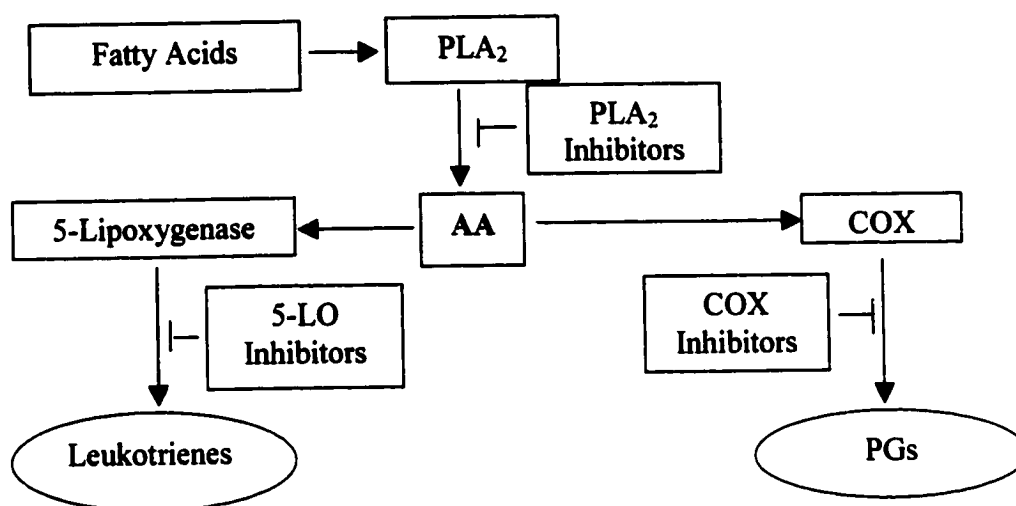 Fatty Acids
PLA₂
PLA₂
Inhibitors
5-Lipoxygenase
AA
COX
5-LO
Inhibitors
COX
Inhibitors
Leukotrienes
PGs